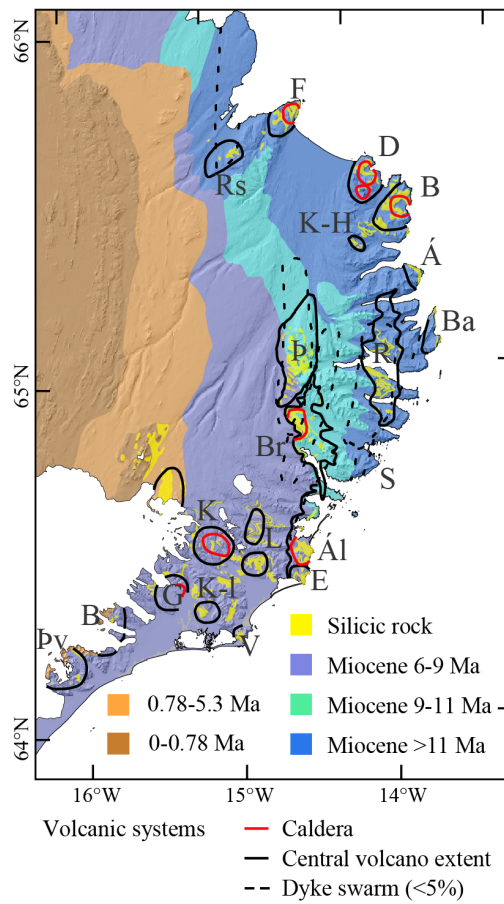 66°N
F
D
Rs
B
K-H
Á
Ba
Þ
R
65°N
Br
S
K
L
Ál
K-l
E
G
B
V
Þv
Silicic rock
Miocene 6-9 Ma
0.78-5.3 Ma
Miocene 9-11 Ma
0-0.78 Ma
Miocene >11 Ma
64°N
16°W 15°W 14°W
Volcanic systems
Caldera
Central volcano extent
Dyke swarm (<5%)